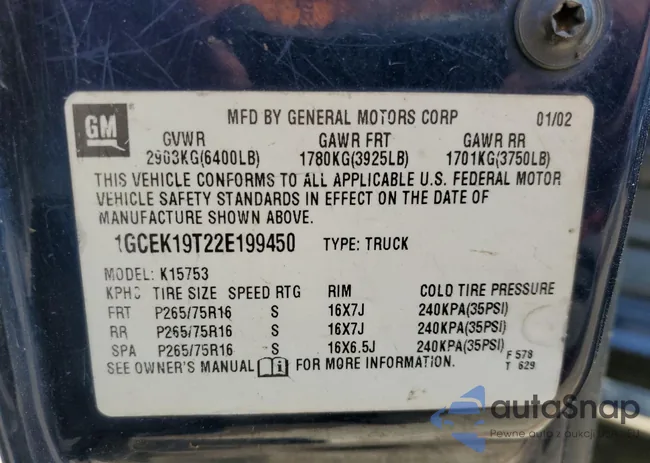 GM
MFD BY GENERAL MOTORS CORP 01/02
GVWR GAWR FRT GAWR RR
2903KG(6400LB) 1780KG(3925LB) 1701KG(3750LB)
THIS VEHICLE CONFORMS TO ALL APPLICABLE U.S. FEDERAL MOTOR
VEHICLE SAFETY STANDARDS IN EFFECT ON THE DATE OF
MANUFACTURE SHOWN ABOVE.
1GCEK19T22E199450 TYPE: TRUCK
MODEL: K15753
KPHC TIRE SIZE SPEED RTG RIM COLD TIRE PRESSURE
FRT P265/75R16 S 16X7J 240KPA(35PSI)
RR P265/75R16 S 16X7J 240KPA(35PSI)
SPA P265/75R16 S 16X6.5J 240KPA(35PSI)
SEE OWNER'S MANUAL i FOR MORE INFORMATION.
F 578
T 629
autoSnap
Pewne auto z aukcji